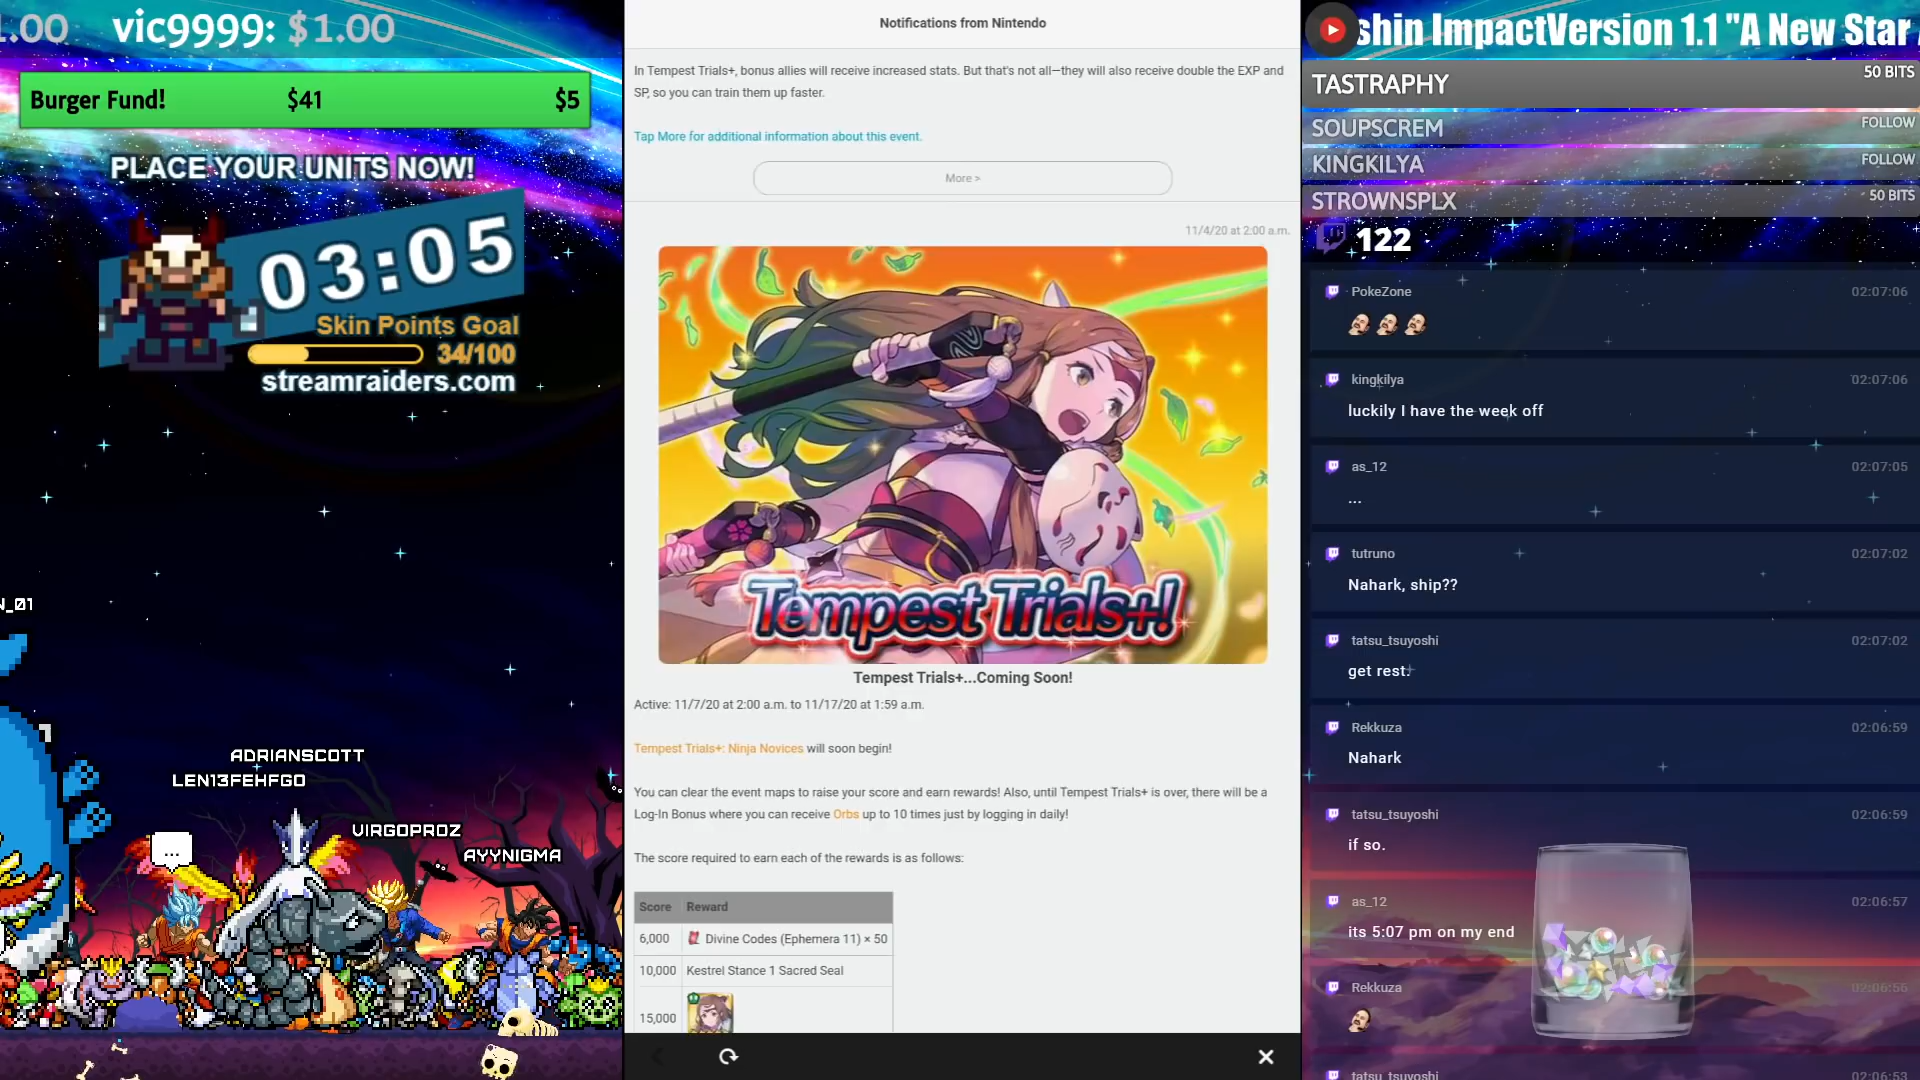 1.00 vic9999: $1.00
Burger Fund! $41 $5
PLACE YOUR UNITS NOW!
03:05
Skin Points Goal
34/100
streamraiders.com
N_01
ADRIANSCOTT
LEN13FEHFGO
VIRGOPROZ
AYYNIGMA
...
Notifications from Nintendo
In Tempest Trials+, bonus allies will receive increased stats. But that's not all—they will also receive double the EXP and
SP, so you can train them up faster.
Tap More for additional information about this event.
More >
11/4/20 at 2:00 a.m.
Tempest Trials+!
Tempest Trials+...Coming Soon!
Active: 11/7/20 at 2:00 a.m. to 11/17/20 at 1:59 a.m.
Tempest Trials+: Ninja Novices will soon begin!
You can clear the event maps to raise your score and earn rewards! Also, until Tempest Trials+ is over, there will be a
Log-In Bonus where you can receive Orbs up to 10 times just by logging in daily!
The score required to earn each of the rewards is as follows:
Score Reward
6,000 Divine Codes (Ephemera 11) × 50
10,000 Kestrel Stance 1 Sacred Seal
15,000
shin ImpactVersion 1.1 "A New Star
TASTRAPHY 50 BITS
SOUPSCREM FOLLOW
KINGKILYA FOLLOW
STROWNSPLX 50 BITS
122
PokeZone 02:07:06
kingkilya 02:07:06
luckily I have the week off
as_12 02:07:05
...
tutruno 02:07:02
Nahark, ship??
tatsu_tsuyoshi 02:07:02
get rest.
Rekkuza 02:06:59
Nahark
tatsu_tsuyoshi 02:06:59
if so.
as_12 02:06:57
its 5:07 pm on my end
Rekkuza 02:06:56
tatsu_tsuyoshi 02:06:53